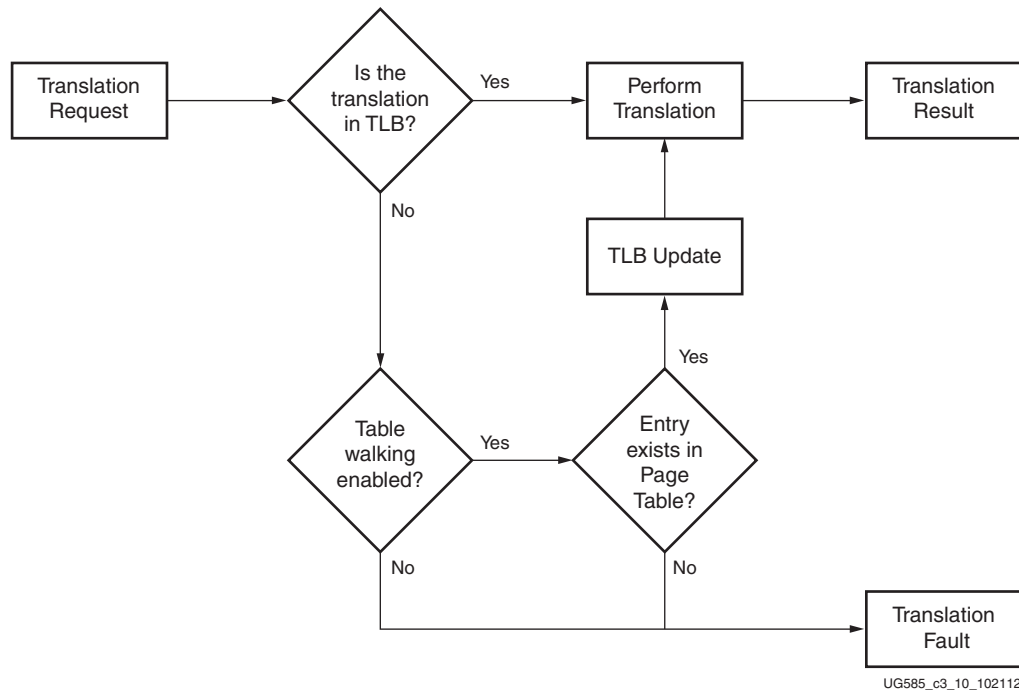 Translation
Request
Is the
translation
in TLB?
Yes
Perform
Translation
Translation
Result
No
TLB Update
Yes
Table
walking
enabled?
Yes
Entry
exists in
Page
Table?
No
No
Translation
Fault
UG585_c3_10_102112